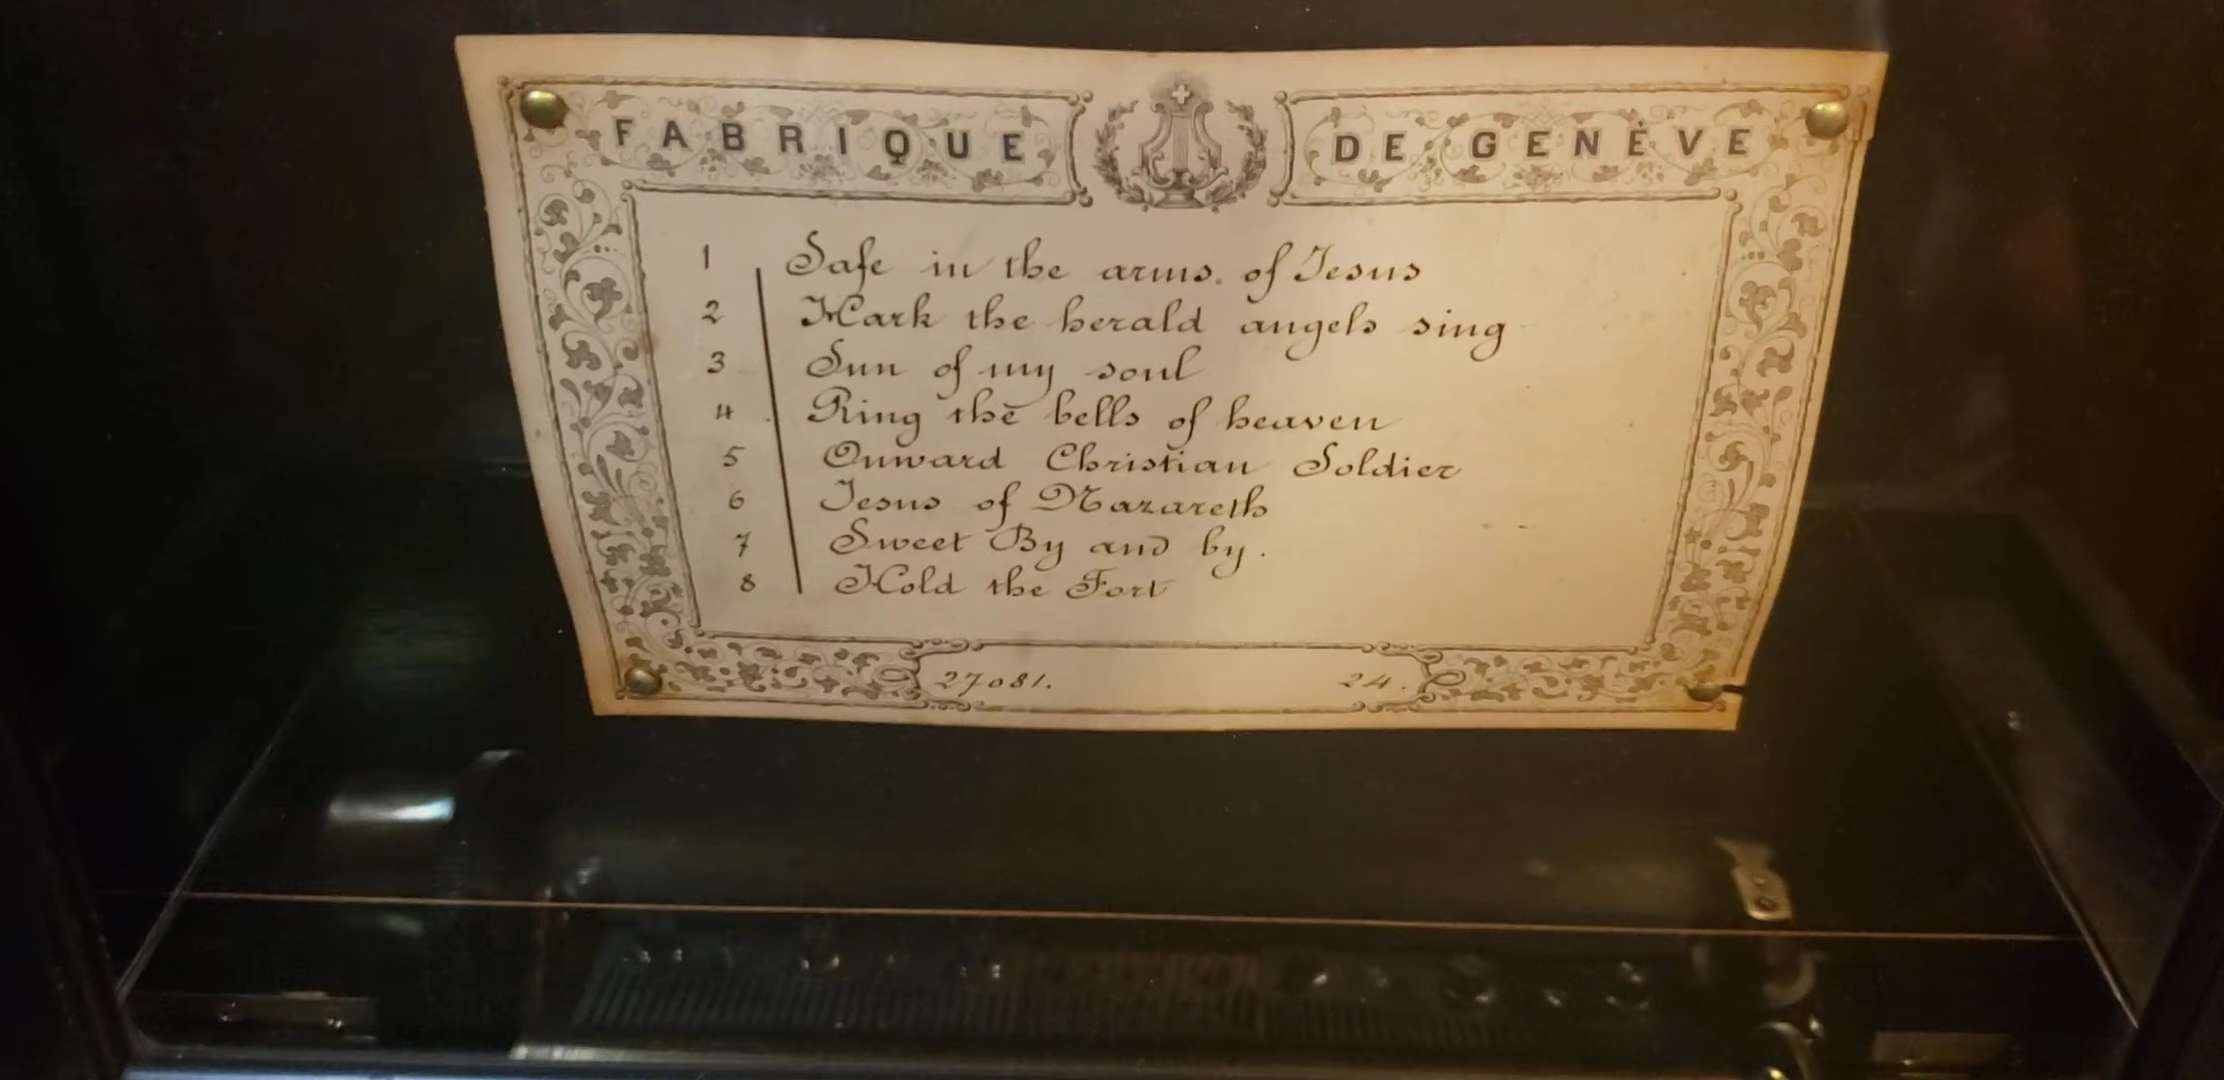 FABRIQUE DE GENÈVE
1 Safe in the arms. of Jesus
2 Hark the herald angels sing
3 Sun of my soul
4 Ring the bells of heaven
5 Onward Christian Soldier
6 Jesus of Nazareth
7 Sweet By and by.
8 Hold the Fort
27081. 24.